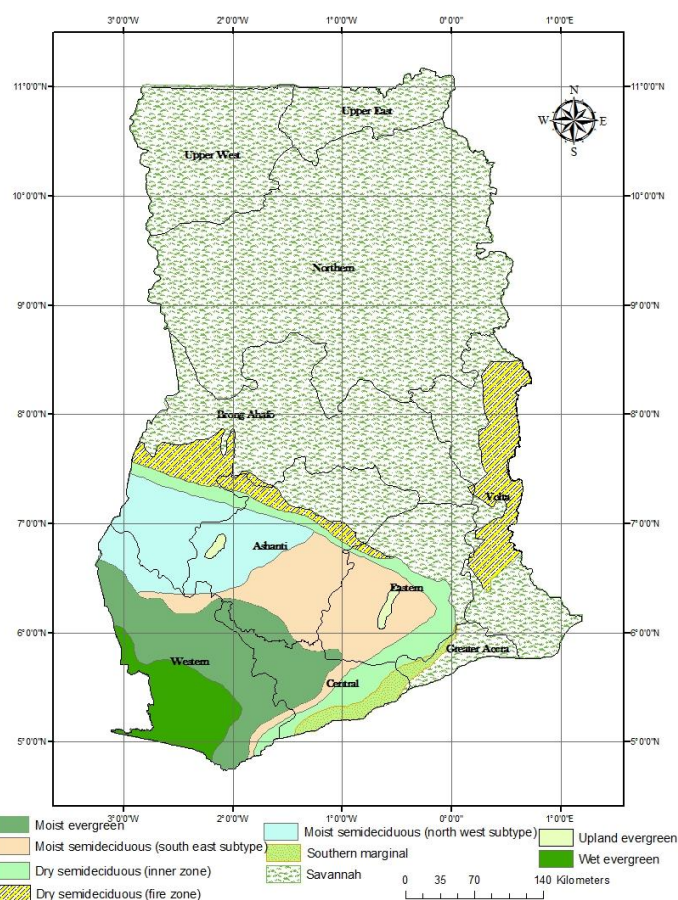 3°0'0"W 2°0'0"W 1°0'0"W 0°0'0" 1°0'0"E
11°0'0"N 11°0'0"N
N
W E
S
Upper East
Upper West
10°0'0"N 10°0'0"N
Northern
9°0'0"N 9°0'0"N
8°0'0"N 8°0'0"N
Brong Ahafo
Volta
7°0'0"N 7°0'0"N
Ashanti
Eastern
6°0'0"N 6°0'0"N
Greater Accra
Western
Central
5°0'0"N 5°0'0"N
3°0'0"W 2°0'0"W 1°0'0"W 0°0'0" 1°0'0"E
Moist evergreen
Moist semideciduous (south east subtype)
Dry semideciduous (inner zone)
Dry semideciduous (fire zone)
Moist semideciduous (north west subtype)
Southern marginal
Savannah
Upland evergreen
Wet evergreen
0 35 70 140 Kilometers